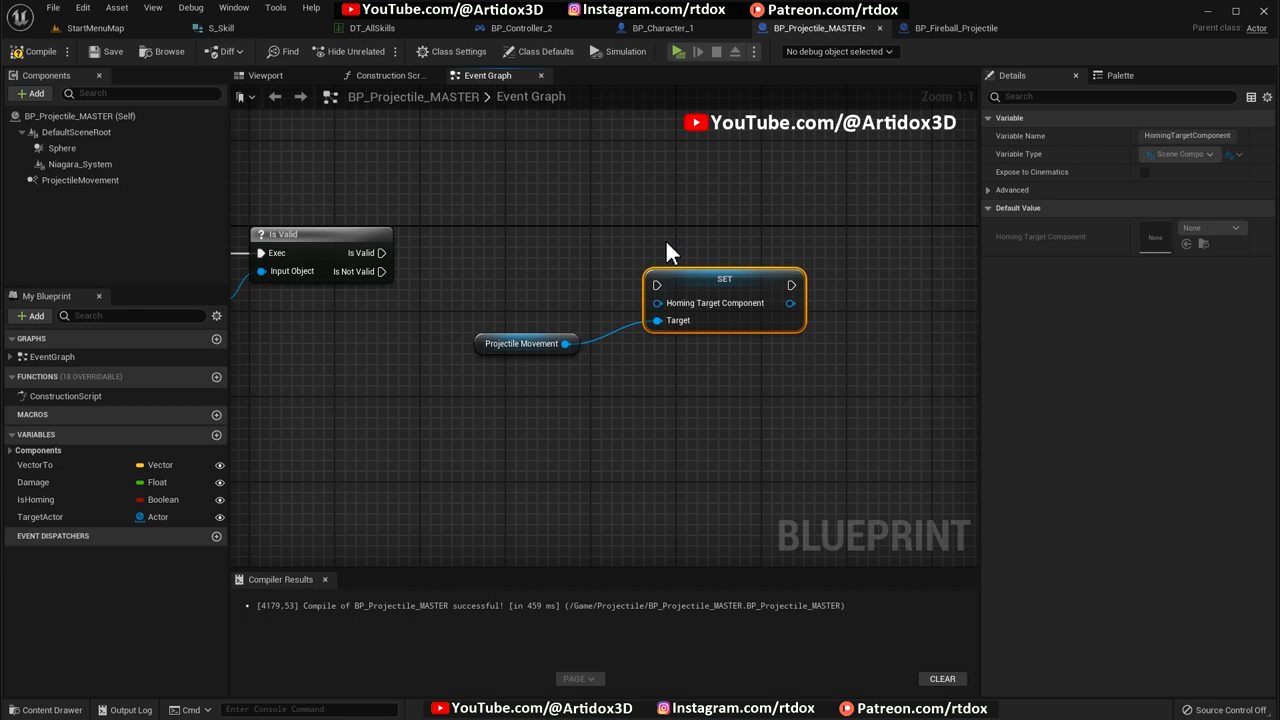 File Edit Asset View Debug Window Tools YouTube.com/@Artidox3D Instagram.com/rtdox Patreon.com/rtdox
StartMenuMap S_Skill DT_AllSkills BP_Controller_2 BP_Character_1 BP_Projectile_MASTER* BP_Fireball_Projectile Parent class: Actor
Compile Save Browse Diff Find Hide Unrelated Class Settings Class Defaults Simulation No debug object selected
Components Viewport Construction Scr... Event Graph Details Palette
Add Search BP_Projectile_MASTER Event Graph Zoom 1:1 Search
BP_Projectile_MASTER (Self) YouTube.com/@Artidox3D Variable
DefaultSceneRoot Variable Name HomingTargetComponent
Sphere Variable Type Scene Compo
Niagara_System Expose to Cinematics
ProjectileMovement Advanced
Default Value
Is Valid None
Homing Target Component None
Exec Is Valid
Input Object Is Not Valid
SET
Homing Target Component
Target
Projectile Movement
My Blueprint
Add Search
GRAPHS
EventGraph
FUNCTIONS (18 OVERRIDABLE)
ConstructionScript
MACROS
VARIABLES
Components
VectorTo Vector
Damage Float
IsHoming Boolean
TargetActor Actor
EVENT DISPATCHERS
BLUEPRINT
Compiler Results
[4179,53] Compile of BP_Projectile_MASTER successful! [in 459 ms] (/Game/Projectile/BP_Projectile_MASTER.BP_Projectile_MASTER)
PAGE CLEAR
Content Drawer Output Log Cmd Enter Console Command YouTube.com/@Artidox3D Instagram.com/rtdox Patreon.com/rtdox Source Control Off